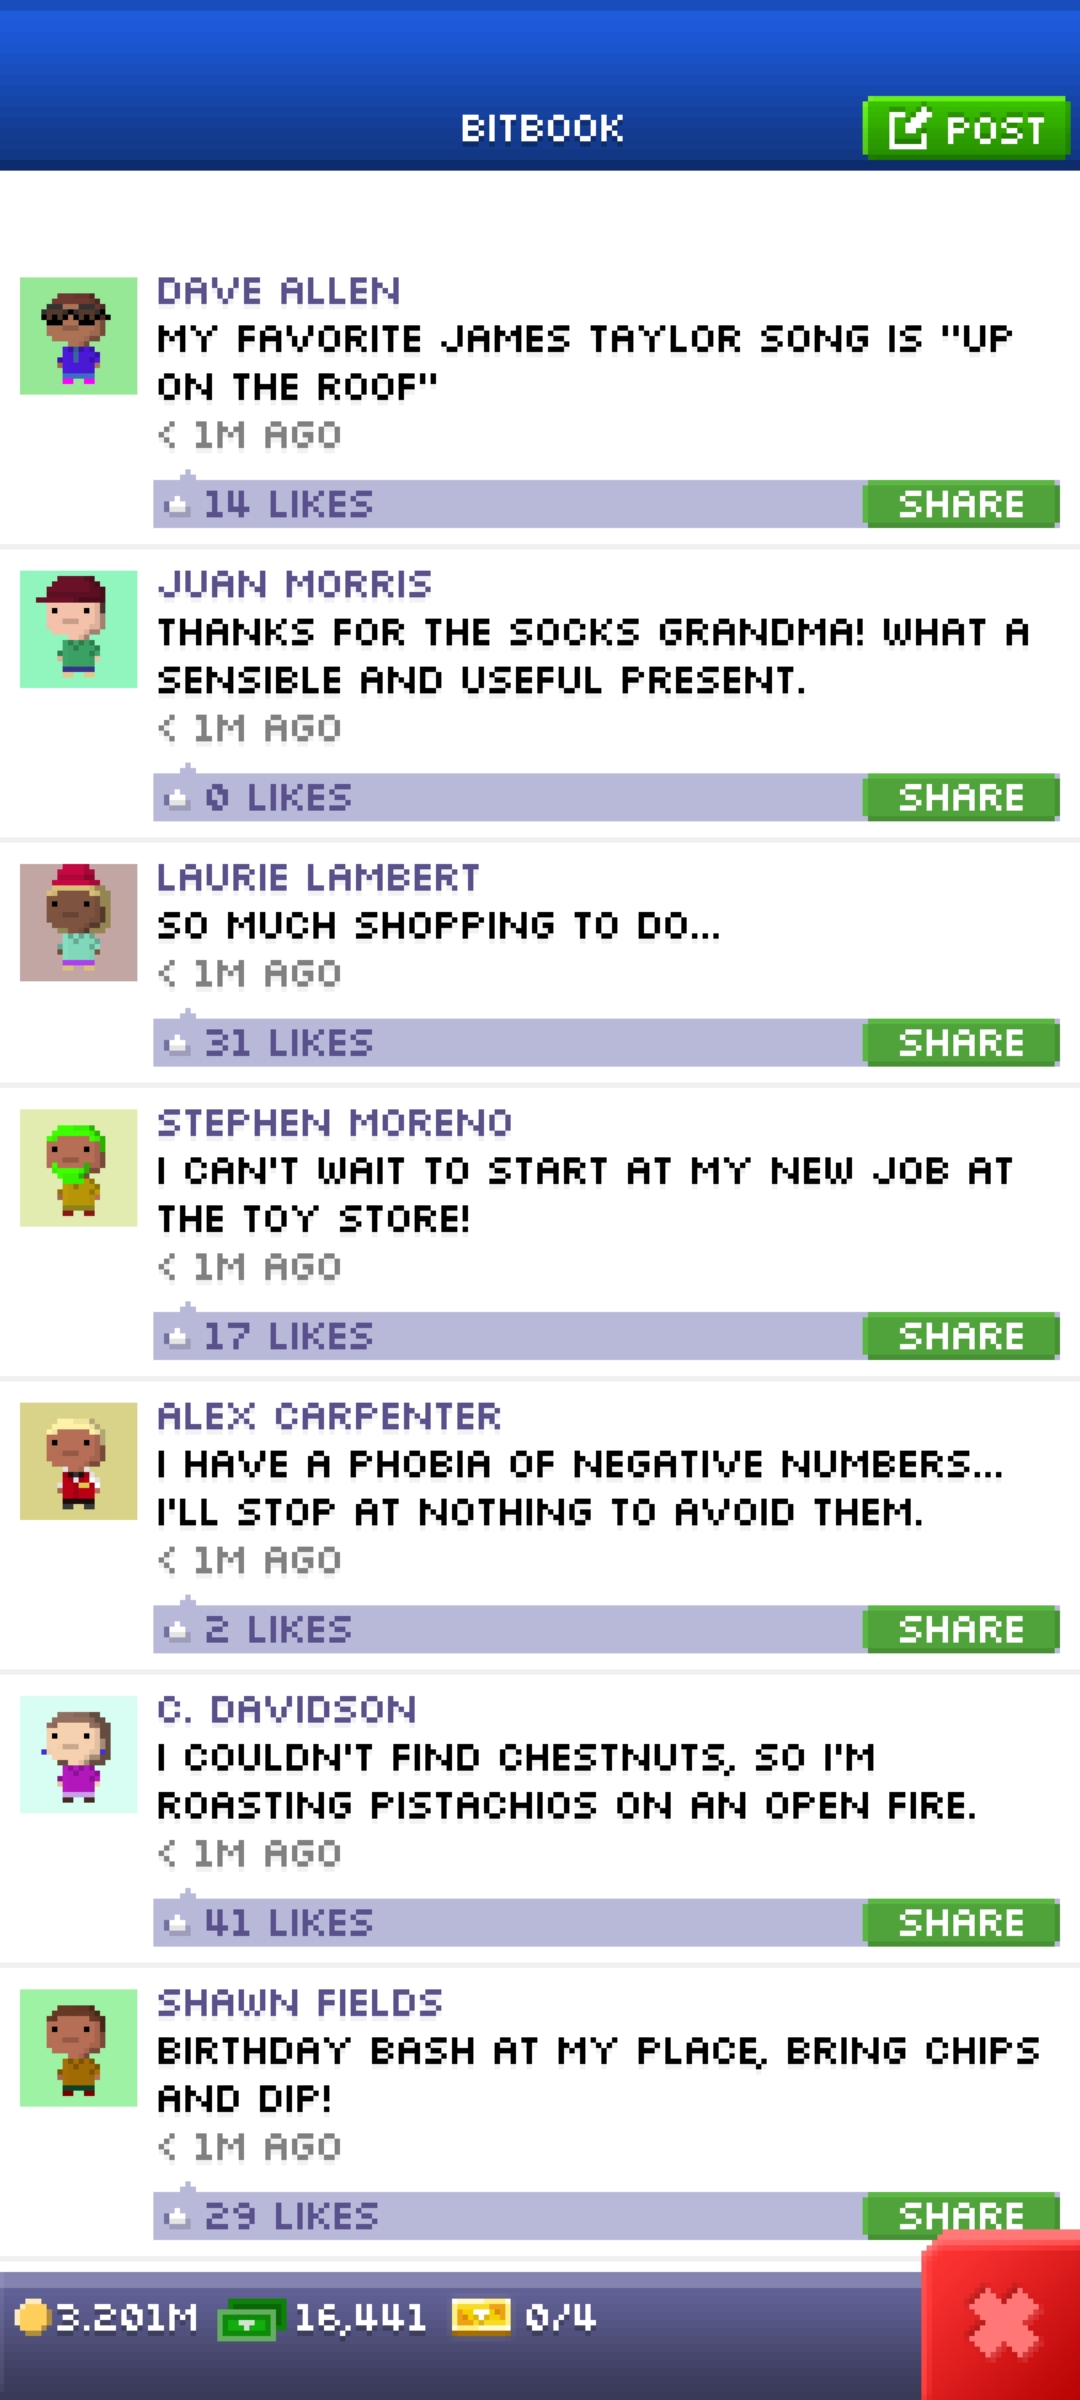 BITBOOK
POST
DAVE ALLEN
MY FAVORITE JAMES TAYLOR SONG IS "UP
ON THE ROOF"
< 1M AGO
14 LIKES
SHARE
JUAN MORRIS
THANKS FOR THE SOCKS GRANDMA! WHAT A
SENSIBLE AND USEFUL PRESENT.
< 1M AGO
0 LIKES
SHARE
LAURIE LAMBERT
SO MUCH SHOPPING TO DO...
< 1M AGO
31 LIKES
SHARE
STEPHEN MORENO
I CAN'T WAIT TO START AT MY NEW JOB AT
THE TOY STORE!
< 1M AGO
17 LIKES
SHARE
ALEX CARPENTER
I HAVE A PHOBIA OF NEGATIVE NUMBERS...
I'LL STOP AT NOTHING TO AVOID THEM.
< 1M AGO
2 LIKES
SHARE
C. DAVIDSON
I COULDN'T FIND CHESTNUTS, SO I'M
ROASTING PISTACHIOS ON AN OPEN FIRE.
< 1M AGO
41 LIKES
SHARE
SHAWN FIELDS
BIRTHDAY BASH AT MY PLACE, BRING CHIPS
AND DIP!
< 1M AGO
29 LIKES
SHARE
3.201M 16,441 0/4